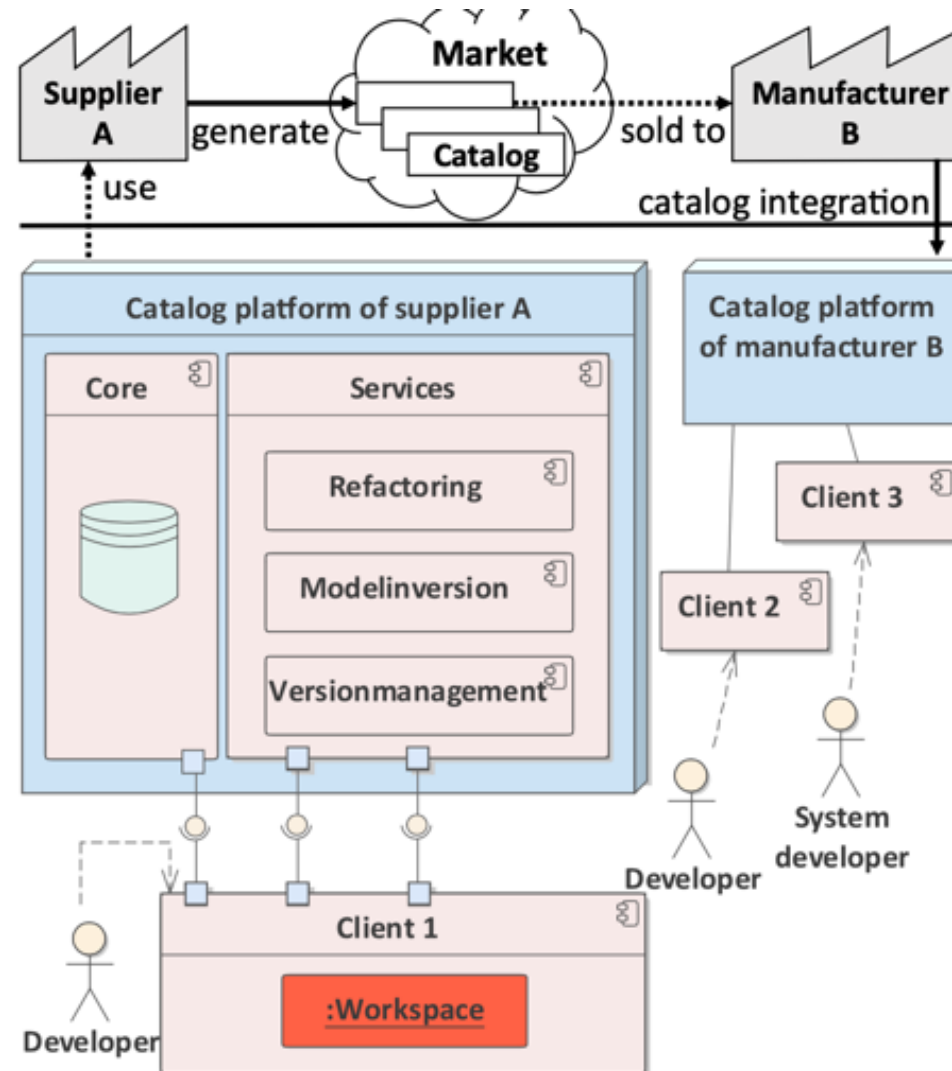 Market
Supplier
A
generate
Catalog
sold to
Manufacturer
B
use
catalog integration
Catalog platform of supplier A
Core
Services
Refactoring
Modelinversion
Versionmanagement
Catalog platform
of manufacturer B
Client 3
Client 2
System
developer
Developer
Client 1
:Workspace
Developer